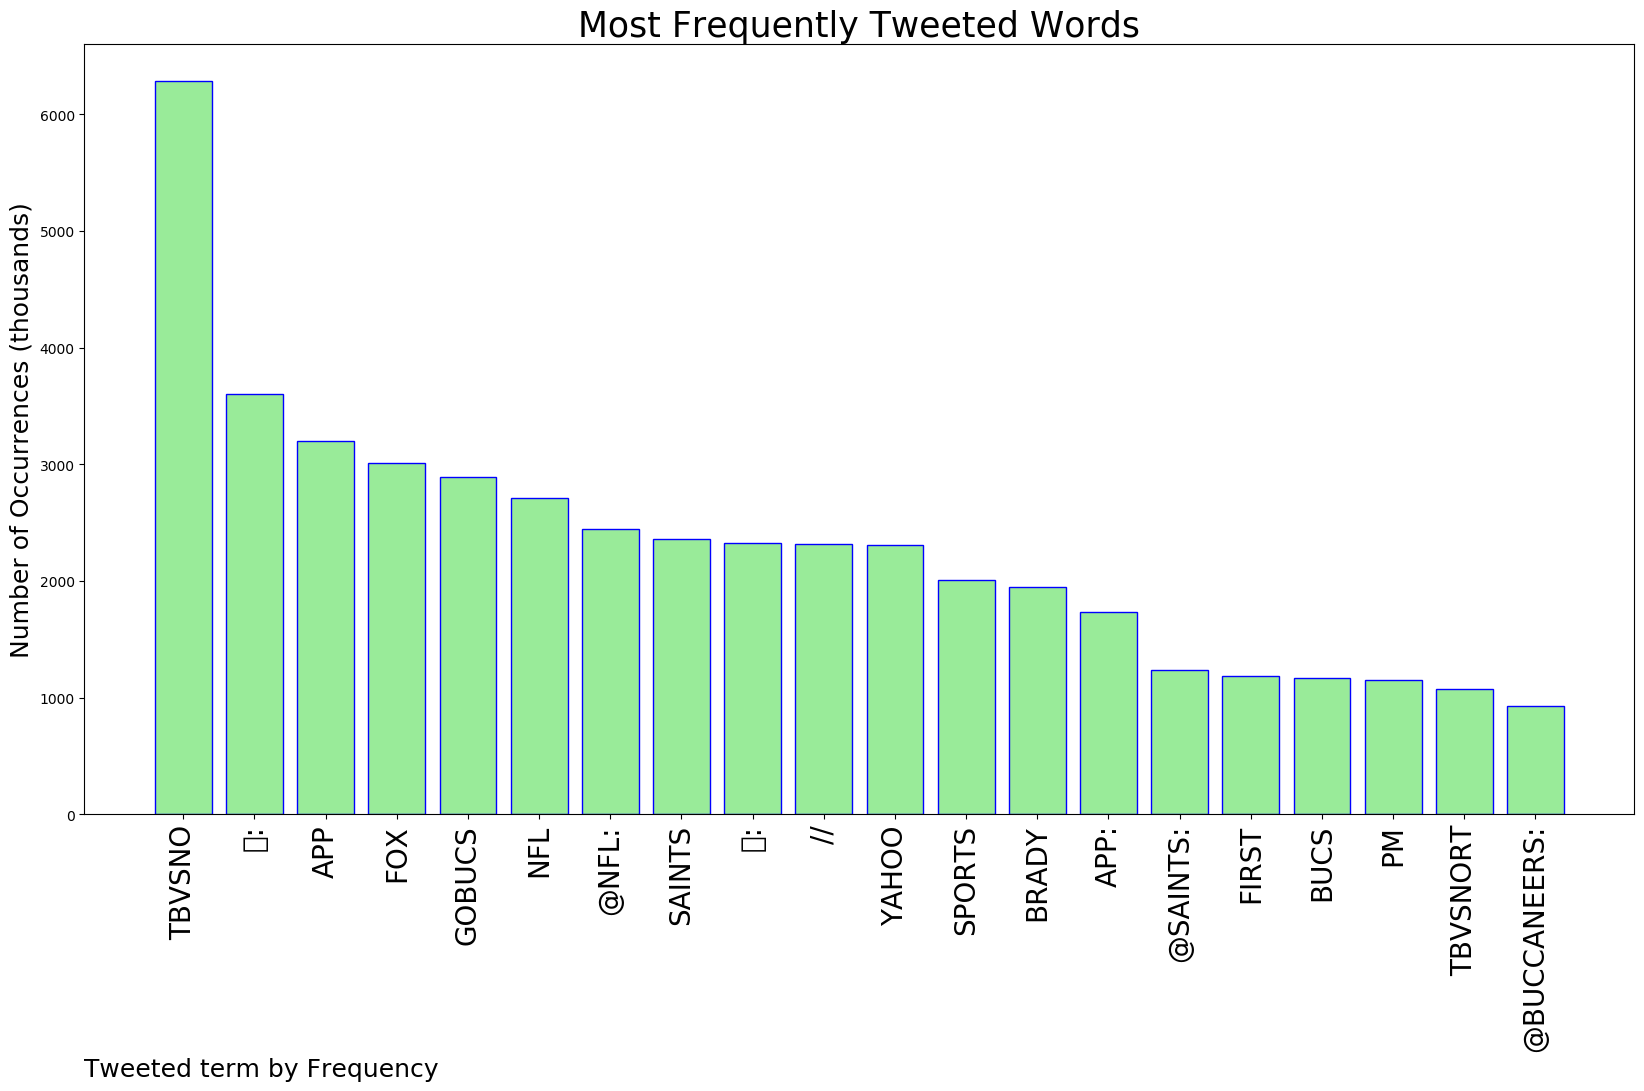 Most Frequently Tweeted Words
Number of Occurrences (thousands)
6000
5000
4000
3000
2000
1000
0
TBVSNO
▯:
APP
FOX
GOBUCS
NFL
@NFL:
SAINTS
▯:
//
YAHOO
SPORTS
BRADY
APP:
@SAINTS:
FIRST
BUCS
PM
TBVSNORT
@BUCCANEERS:
Tweeted term by Frequency